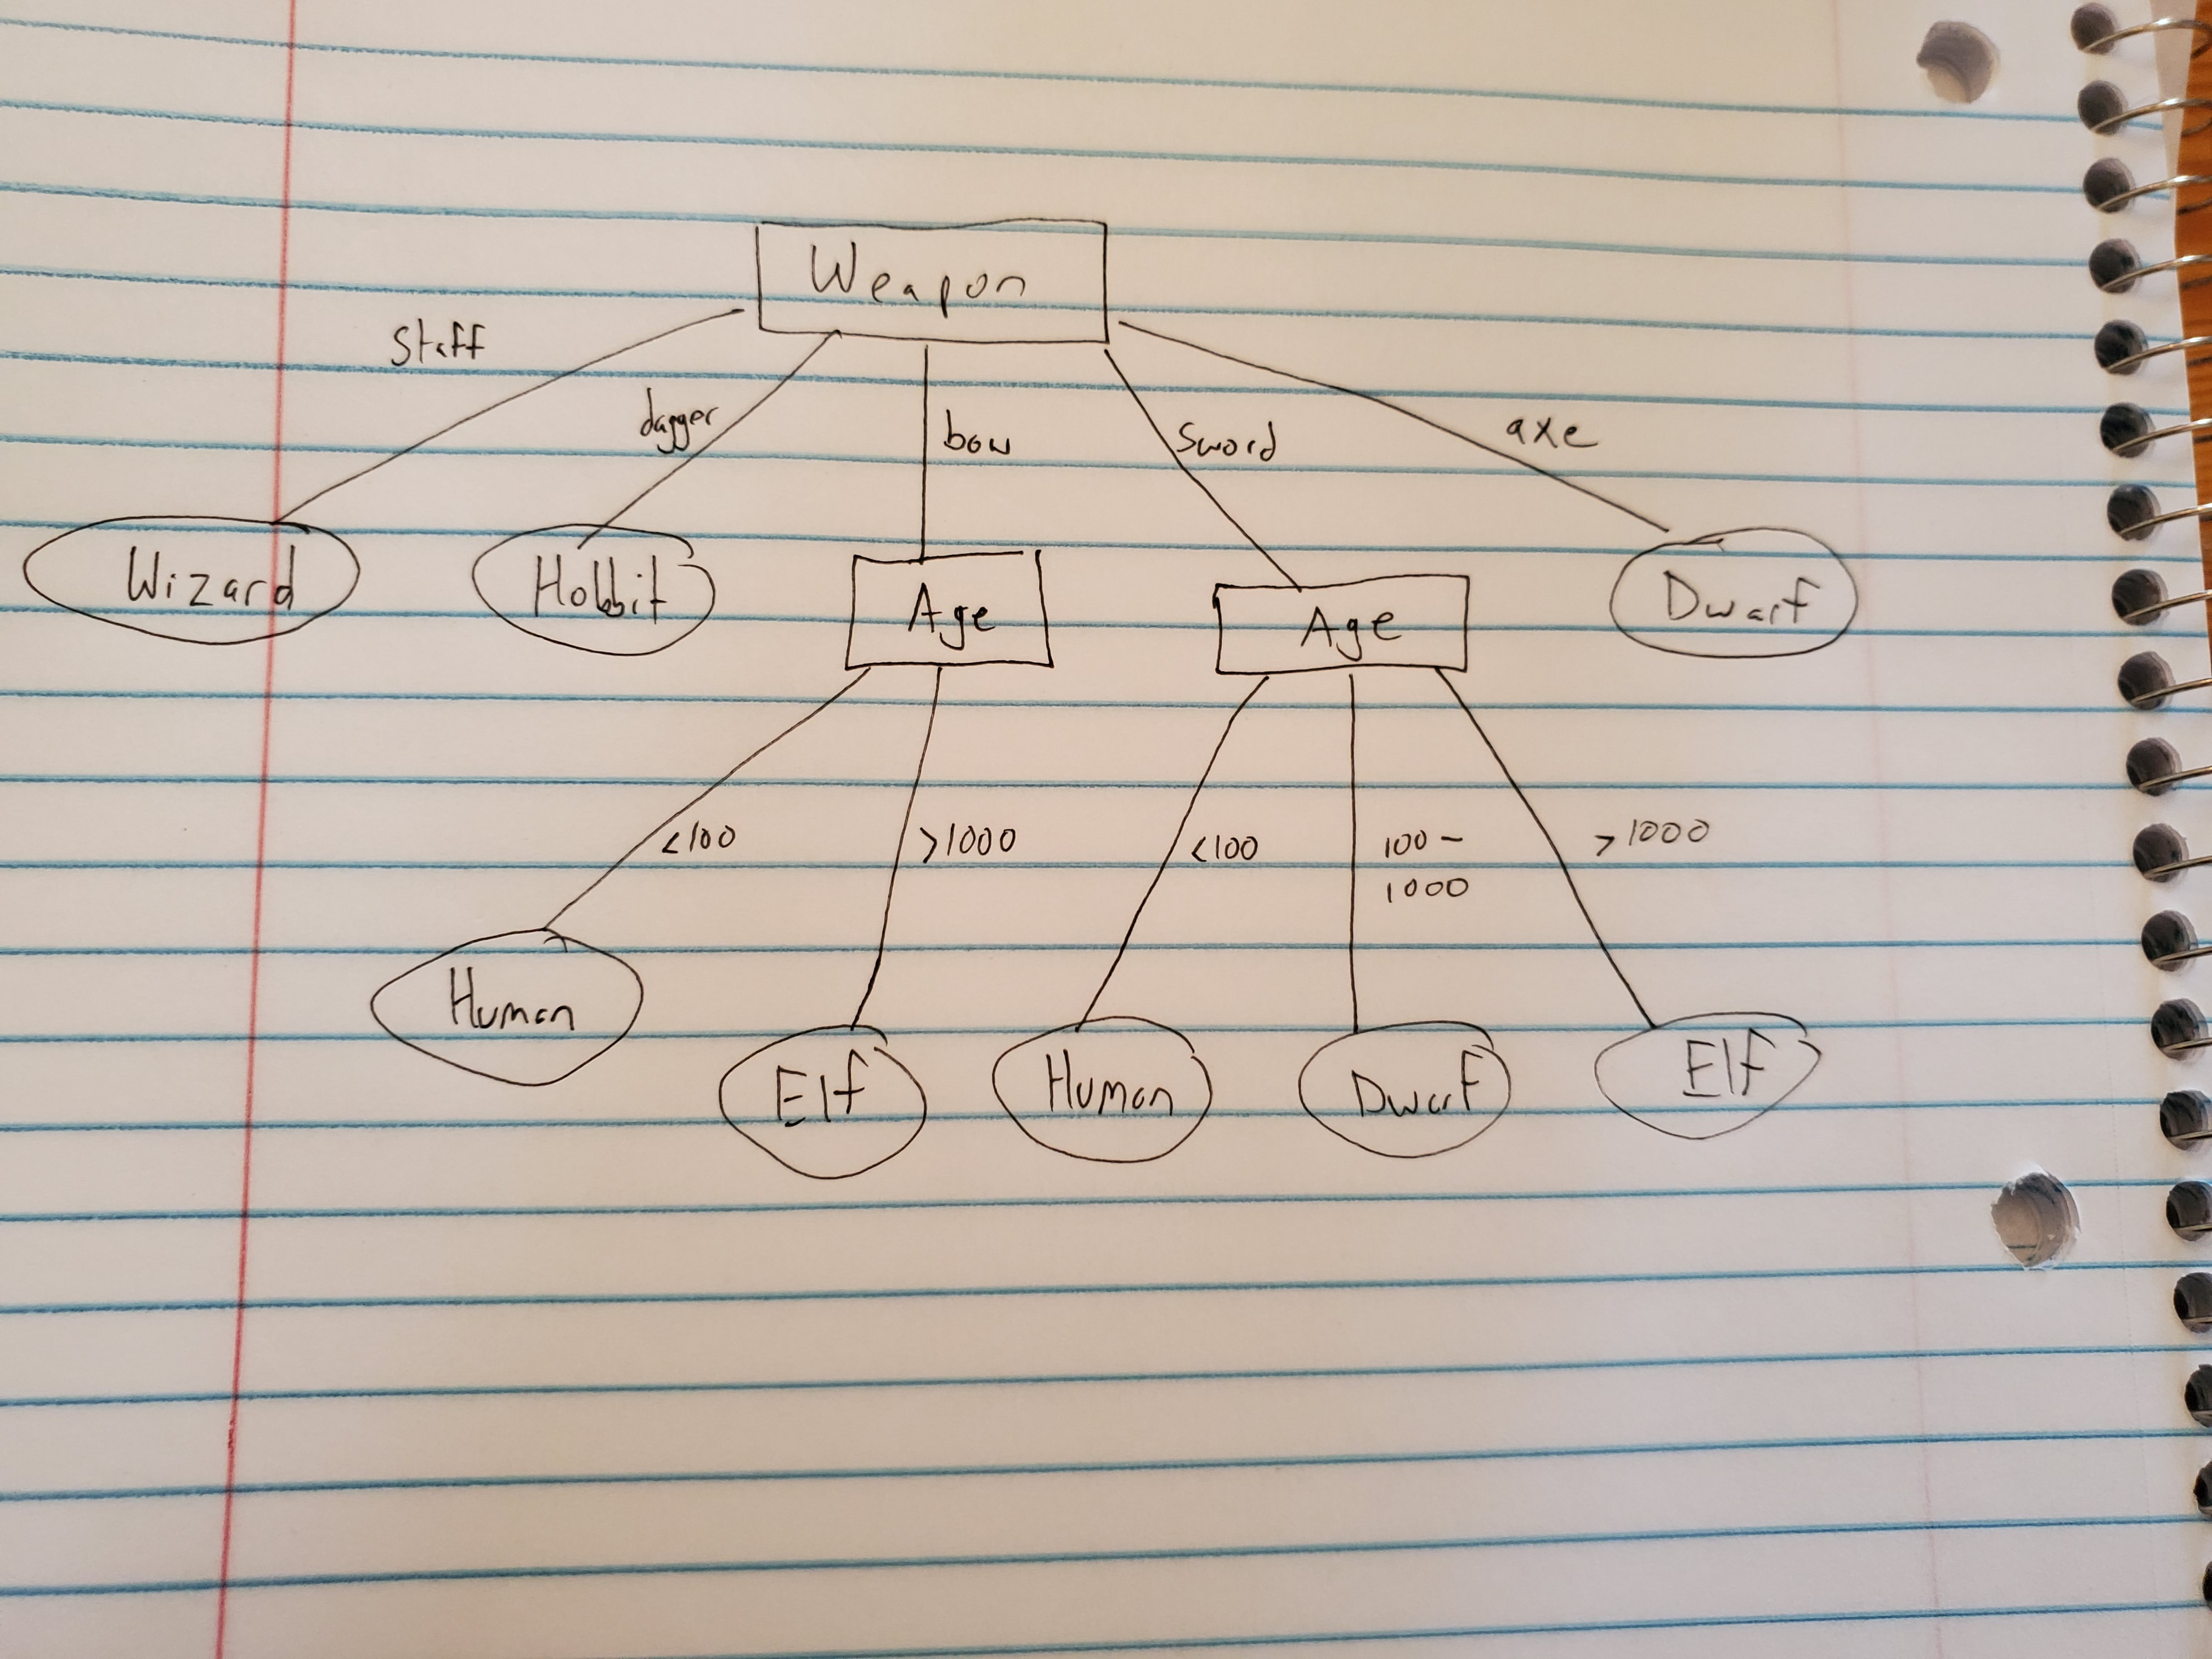 Weapon
Staff
dagger
bow
Sword
axe
Wizard
Hobbit
Age
Age
Dwarf
<100
>1000
<100
100-
1000
>1000
Human
Elf
Human
Dwarf
Elf